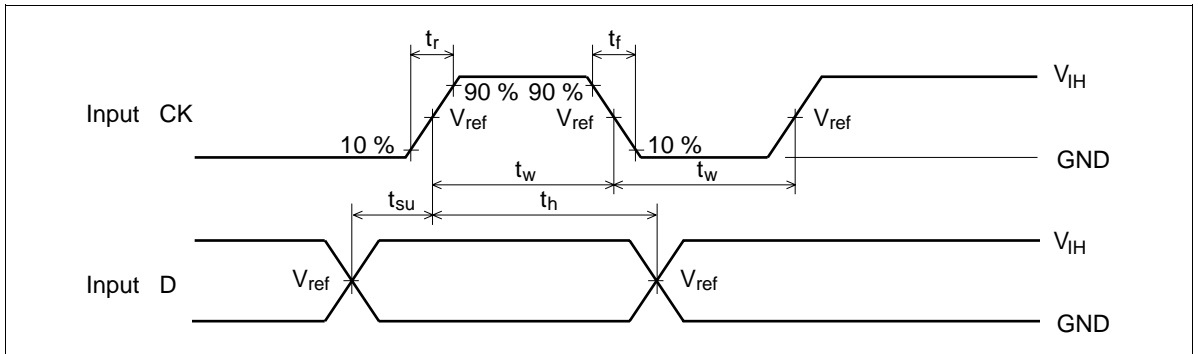 tr tf
VIH
90 % 90 %
Input CK Vref Vref Vref
10 % 10 %
GND
tw tw
tsu th
VIH
Input D Vref Vref
GND